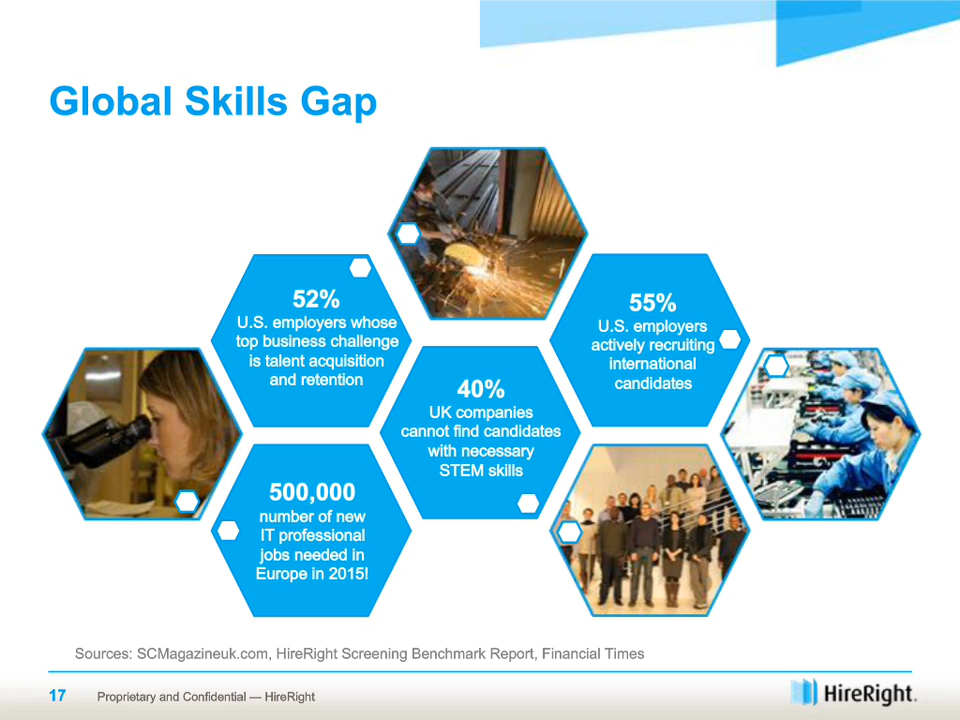 HireRight
Global Skills Gap
52%
U.S. employers whose
top business challenge
is talent acquisition
and retention
55%
U.S. employers
actively recruiting
international
candidates
40%
UK companies
cannot find candidates
with necessary
STEM skills
500,000
number of new
IT professional
jobs needed in
Europe in 2015!
Sources: SCMagazineuk.com, HireRight Screening Benchmark Report, Financial Times
17 Proprietary and Confidential — HireRight
HireRight.